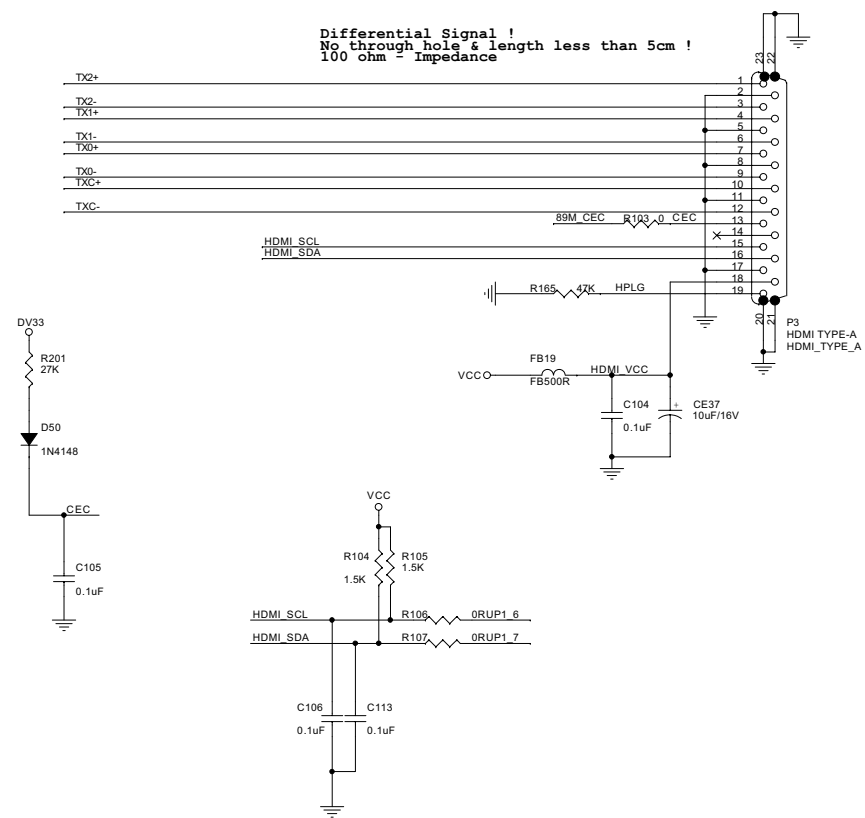 Differential Signal !
No through hole & length less than 5cm !
100 ohm - Impedance
23
22
TX2+
1
2
TX2-
3
TX1+
4
5
TX1-
6
TX0+
7
8
TX0-
9
TXC+
10
11
TXC-
12
89M_CEC
R103
0
CEC
13
14
HDMI_SCL
15
HDMI_SDA
16
17
18
R165
47K
HPLG
19
20
21
P3
HDMI TYPE-A
HDMI_TYPE_A
DV33
R201
27K
D50
1N4148
CEC
C105
0.1uF
FB19
VCC
HDMI_VCC
FB500R
C104
0.1uF
+
CE37
10uF/16V
VCC
R104
1.5K
R105
1.5K
HDMI_SCL
R106
0RUP1_6
HDMI_SDA
R107
0RUP1_7
C106
0.1uF
C113
0.1uF